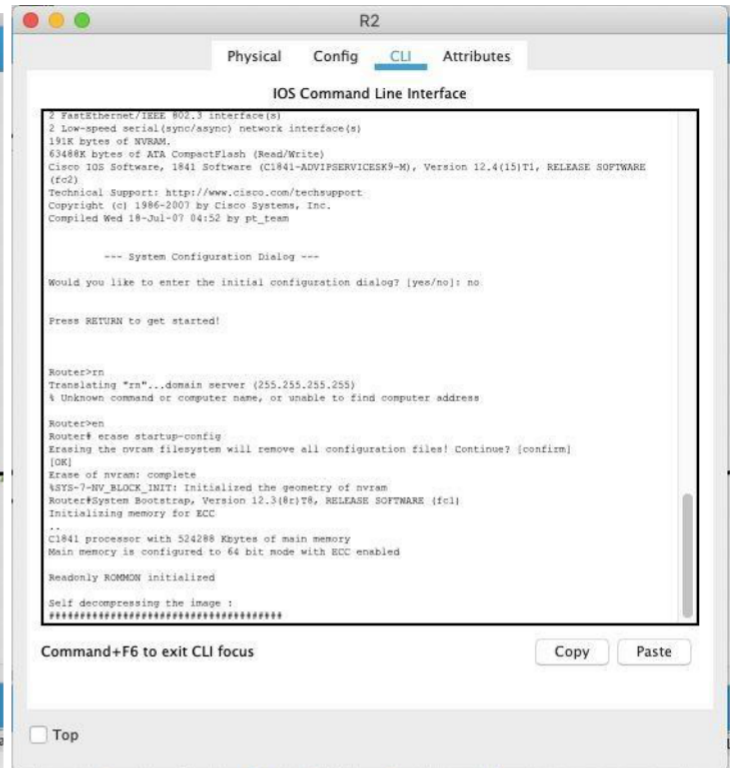 R2
Physical Config CLI Attributes
IOS Command Line Interface
2 FastEthernet/IEEE 802.3 interface(s)
2 Low-speed serial(sync/async) network interface(s)
191K bytes of NVRAM.
63488K bytes of ATA CompactFlash (Read/Write)
Cisco IOS Software, 1841 Software (C1841-ADVIPSERVICESK9-M), Version 12.4(15)T1, RELEASE SOFTWARE
(fc2)
Technical Support: http://www.cisco.com/techsupport
Copyright (c) 1986-2007 by Cisco Systems, Inc.
Compiled Wed 18-Jul-07 04:52 by pt_team
--- System Configuration Dialog ---
Would you like to enter the initial configuration dialog? [yes/no]: no
Press RETURN to get started!
Router>rn
Translating "rn"...domain server (255.255.255.255)
% Unknown command or computer name, or unable to find computer address
Router>en
Router# erase startup-config
Erasing the nvram filesystem will remove all configuration files! Continue? [confirm]
[OK]
Erase of nvram: complete
%SYS-7-NV_BLOCK_INIT: Initialized the geometry of nvram
Router#System Bootstrap, Version 12.3(8r)T8, RELEASE SOFTWARE (fc1)
Initializing memory for ECC
..
C1841 processor with 524288 Kbytes of main memory
Main memory is configured to 64 bit mode with ECC enabled
Readonly ROMMON initialized
Self decompressing the image :
######################################
Command+F6 to exit CLI focus
Copy Paste
Top